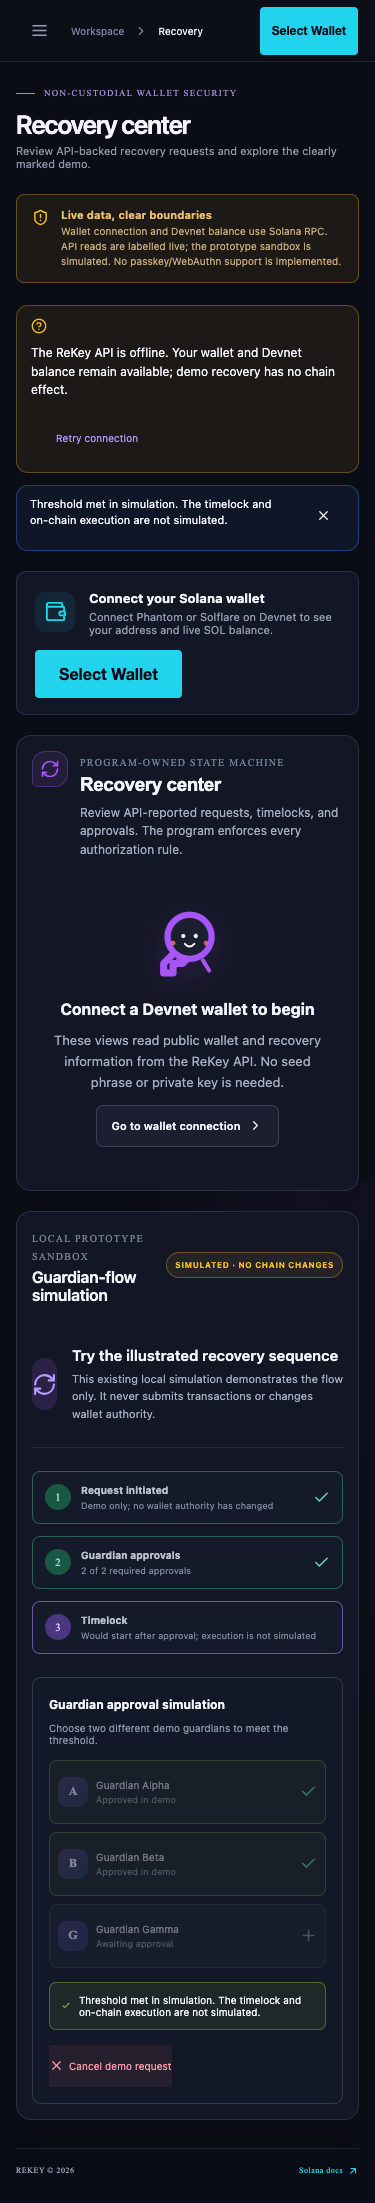 Workspace
Recovery
Select Wallet
NON-CUSTODIAL WALLET SECURITY
Recovery center
Review API-backed recovery requests and explore the clearly
marked demo.
Live data, clear boundaries
Wallet connection and Devnet balance use Solana RPC.
API reads are labelled live; the prototype sandbox is
simulated. No passkey/WebAuthn support is implemented.
The ReKey API is offline. Your wallet and Devnet
balance remain available; demo recovery has no chain
effect.
Retry connection
Threshold met in simulation. The timelock and
on-chain execution are not simulated.
Connect your Solana wallet
Connect Phantom or Solflare on Devnet to see
your address and live SOL balance.
Select Wallet
PROGRAM-OWNED STATE MACHINE
Recovery center
Review API-reported requests, timelocks, and
approvals. The program enforces every
authorization rule.
Connect a Devnet wallet to begin
These views read public wallet and recovery
information from the ReKey API. No seed
phrase or private key is needed.
Go to wallet connection
LOCAL PROTOTYPE
SANDBOX
Guardian-flow
simulation
SIMULATED · NO CHAIN CHANGES
Try the illustrated recovery sequence
This existing local simulation demonstrates the flow
only. It never submits transactions or changes
wallet authority.
1
Request initiated
Demo only; no wallet authority has changed
2
Guardian approvals
2 of 2 required approvals
3
Timelock
Would start after approval; execution is not simulated
Guardian approval simulation
Choose two different demo guardians to meet the
threshold.
A
Guardian Alpha
Approved in demo
B
Guardian Beta
Approved in demo
G
Guardian Gamma
Awaiting approval
Threshold met in simulation. The timelock and
on-chain execution are not simulated.
Cancel demo request
REKEY © 2026
Solana docs